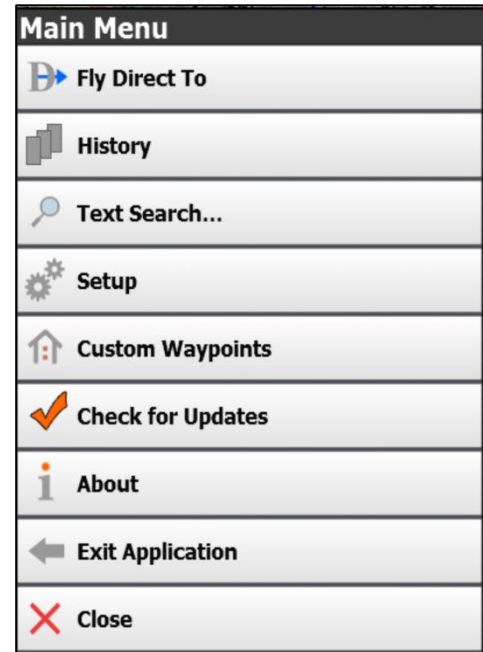 Main Menu
Fly Direct To
History
Text Search...
Setup
Custom Waypoints
Check for Updates
About
Exit Application
Close